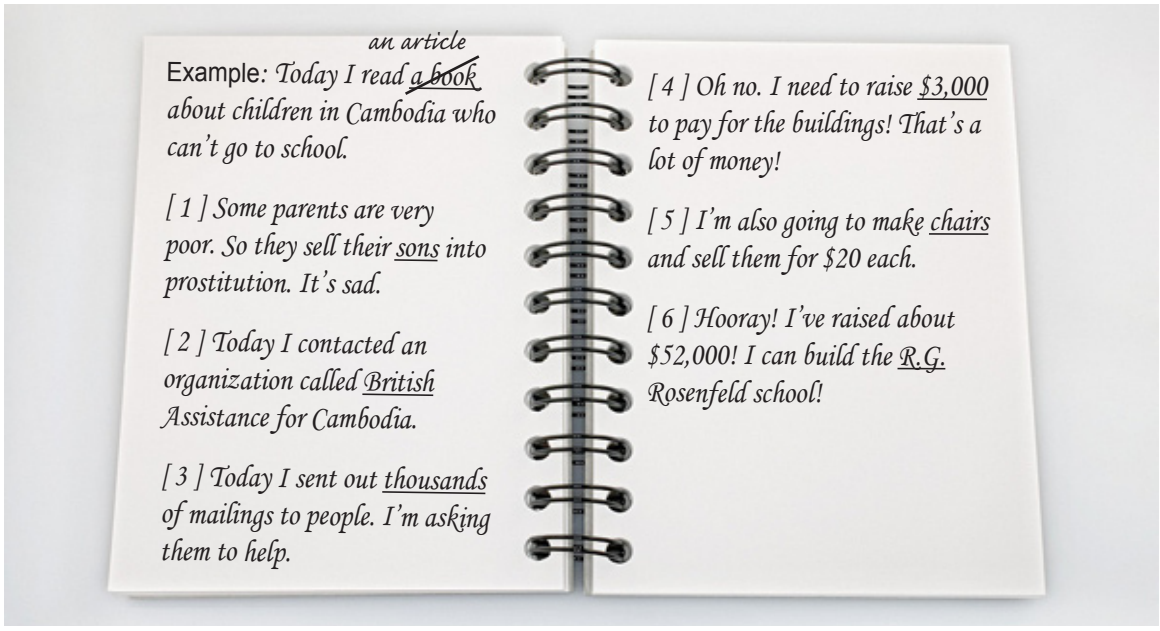 an article
Example: Today I read a book
about children in Cambodia who
can't go to school.
[ 1 ] Some parents are very
poor. So they sell their sons into
prostitution. It's sad.
[ 2 ] Today I contacted an
organization called British
Assistance for Cambodia.
[ 3 ] Today I sent out thousands
of mailings to people. I'm asking
them to help.
[ 4 ] Oh no. I need to raise $3,000
to pay for the buildings! That's a
lot of money!
[ 5 ] I'm also going to make chairs
and sell them for $20 each.
[ 6 ] Hooray! I've raised about
$52,000! I can build the R.G.
Rosenfeld school!